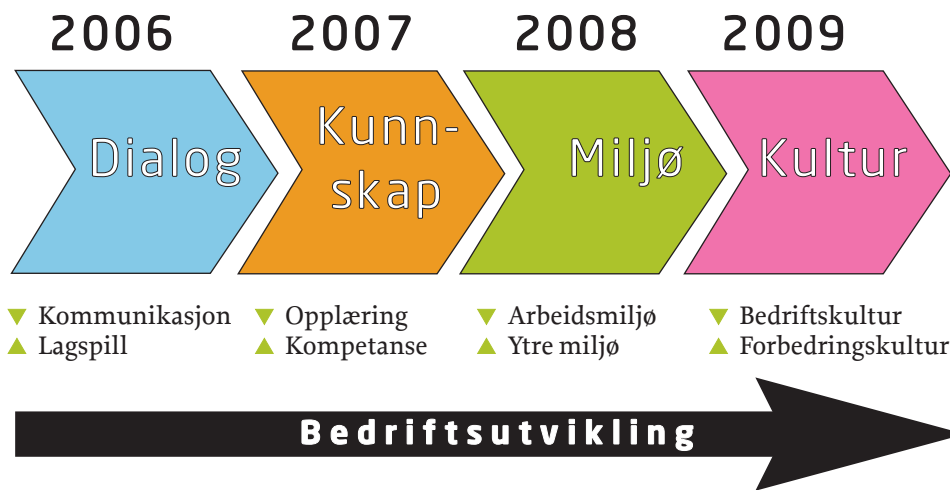 2006 2007 2008 2009
Dialog
Kunn-
skap
Miljø
Kultur
Kommunikasjon
Lagspill
Opplæring
Kompetanse
Arbeidsmiljø
Ytre miljø
Bedriftskultur
Forbedringskultur
Bedriftsutvikling